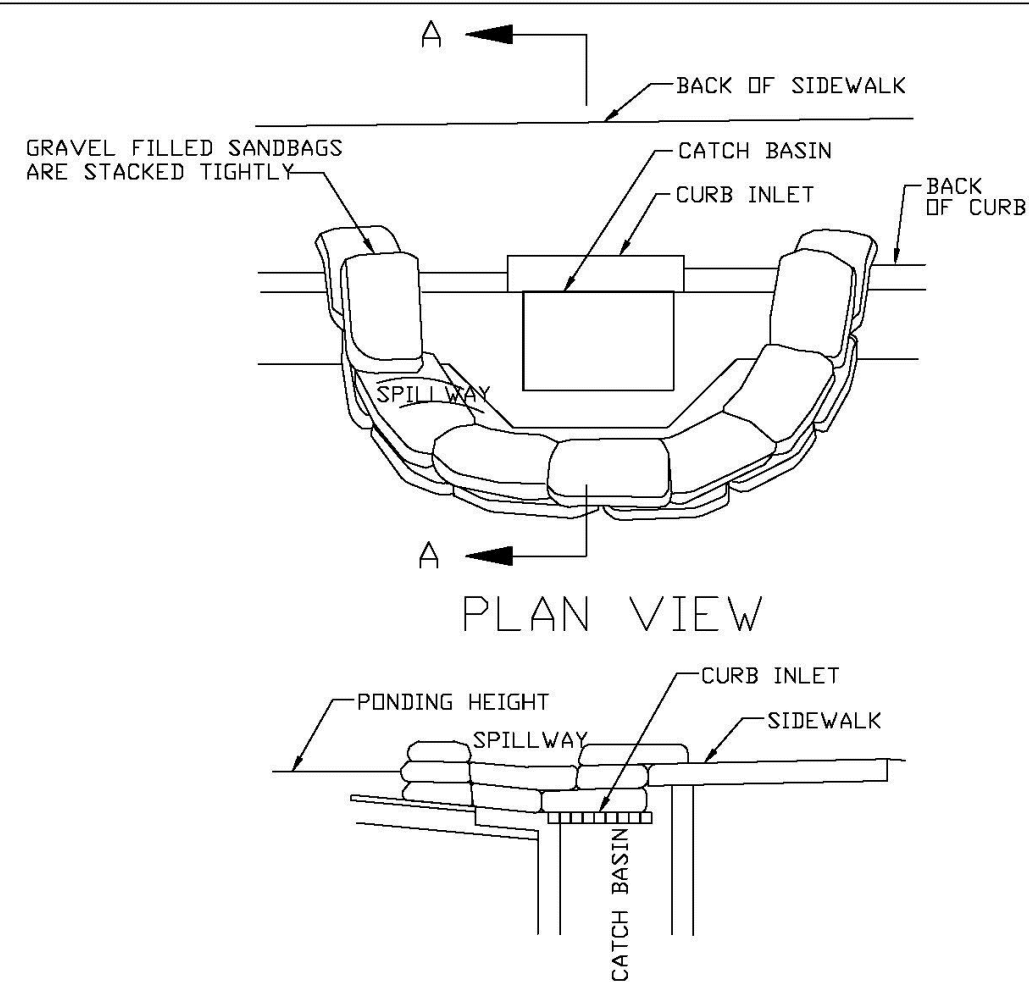 A
BACK OF SIDEWALK
GRAVEL FILLED SANDBAGS
ARE STACKED TIGHTLY
CATCH BASIN
CURB INLET
BACK
OF CURB
SPILLWAY
A
PLAN VIEW
CURB INLET
PONDING HEIGHT
SIDEWALK
SPILLWAY
CATCH BASIN